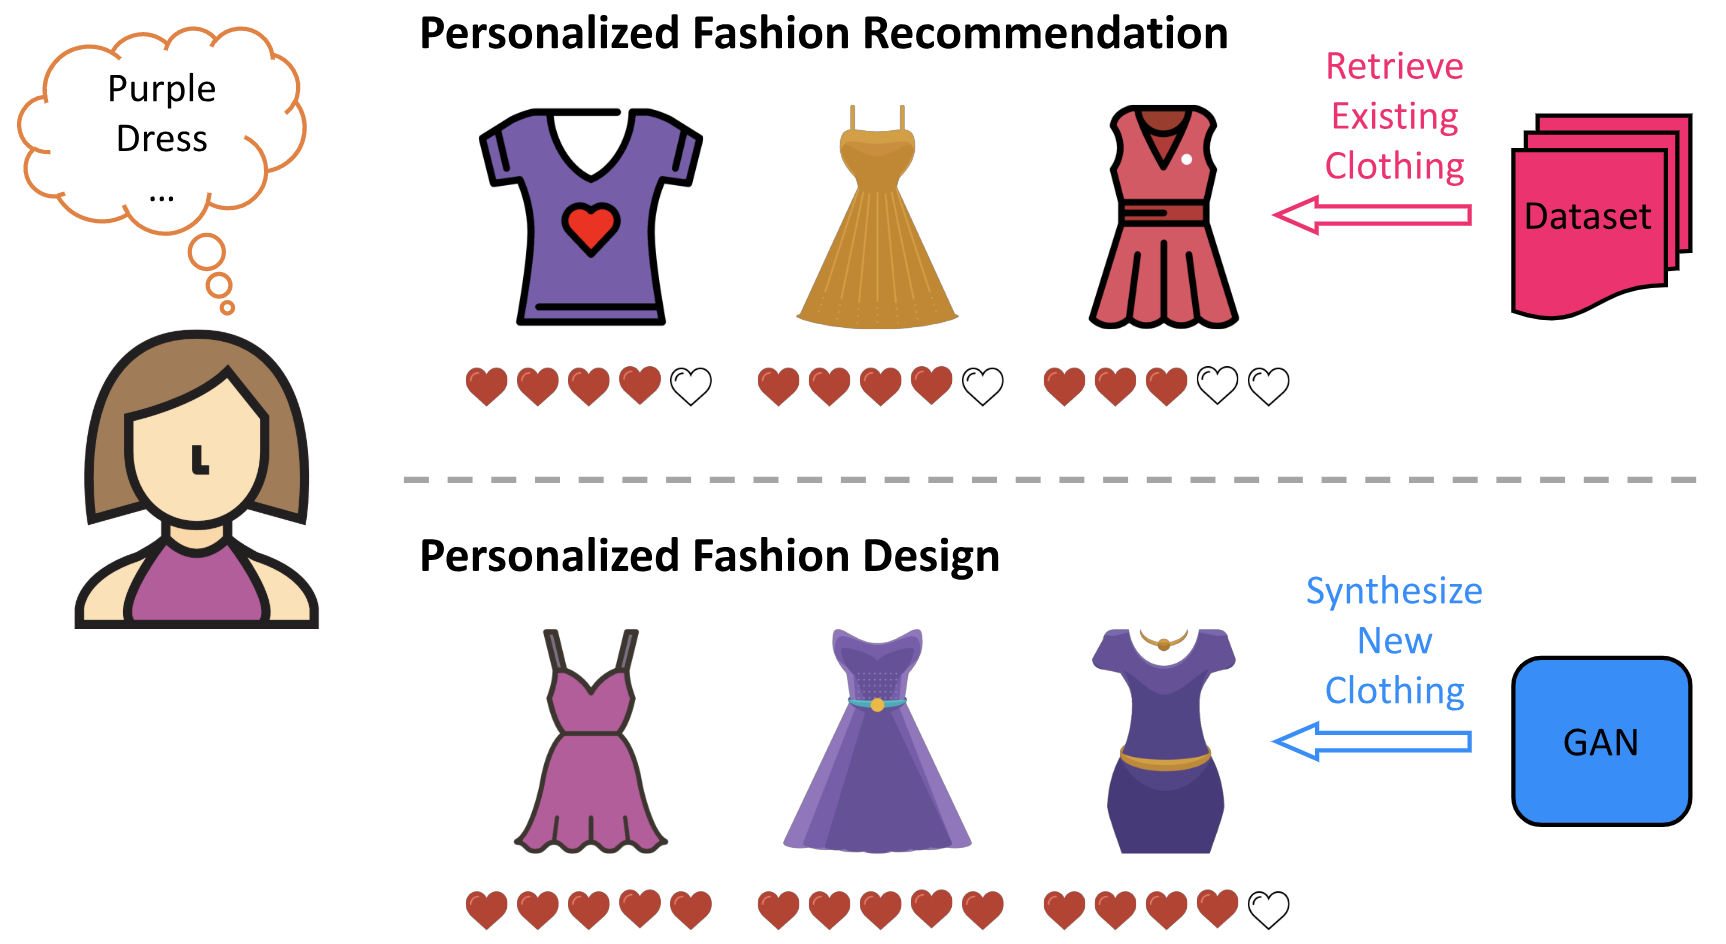 Purple
Dress
...
Personalized Fashion Recommendation
Retrieve
Existing
Clothing
Dataset
Personalized Fashion Design
Synthesize
New
Clothing
GAN